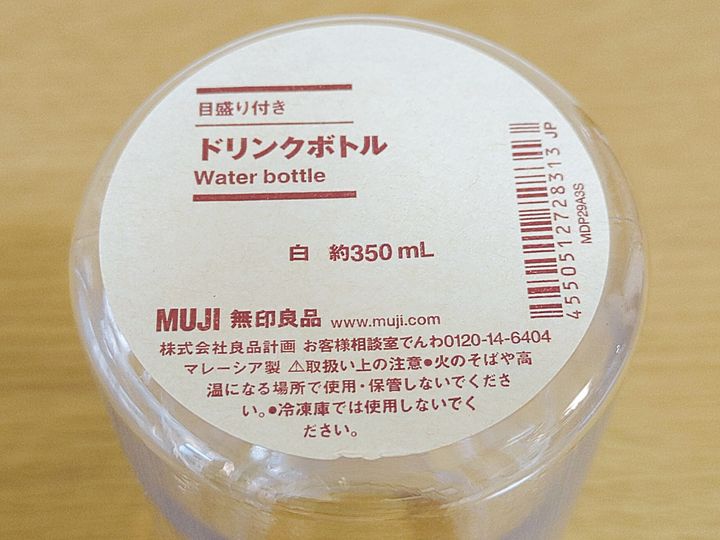 目盛り付き
ドリンクボトル
Water bottle
白 約350 mL
MUJI 無印良品 www.muji.com
株式会社良品計画 お客様相談室でんわ0120-14-6404
マレーシア製 ⚠取扱い上の注意●火のそばや高
温になる場所で使用・保管しないでくださ
い。●冷凍庫では使用しないでく
ださい。
4550512728313 JP
MDP29A3S